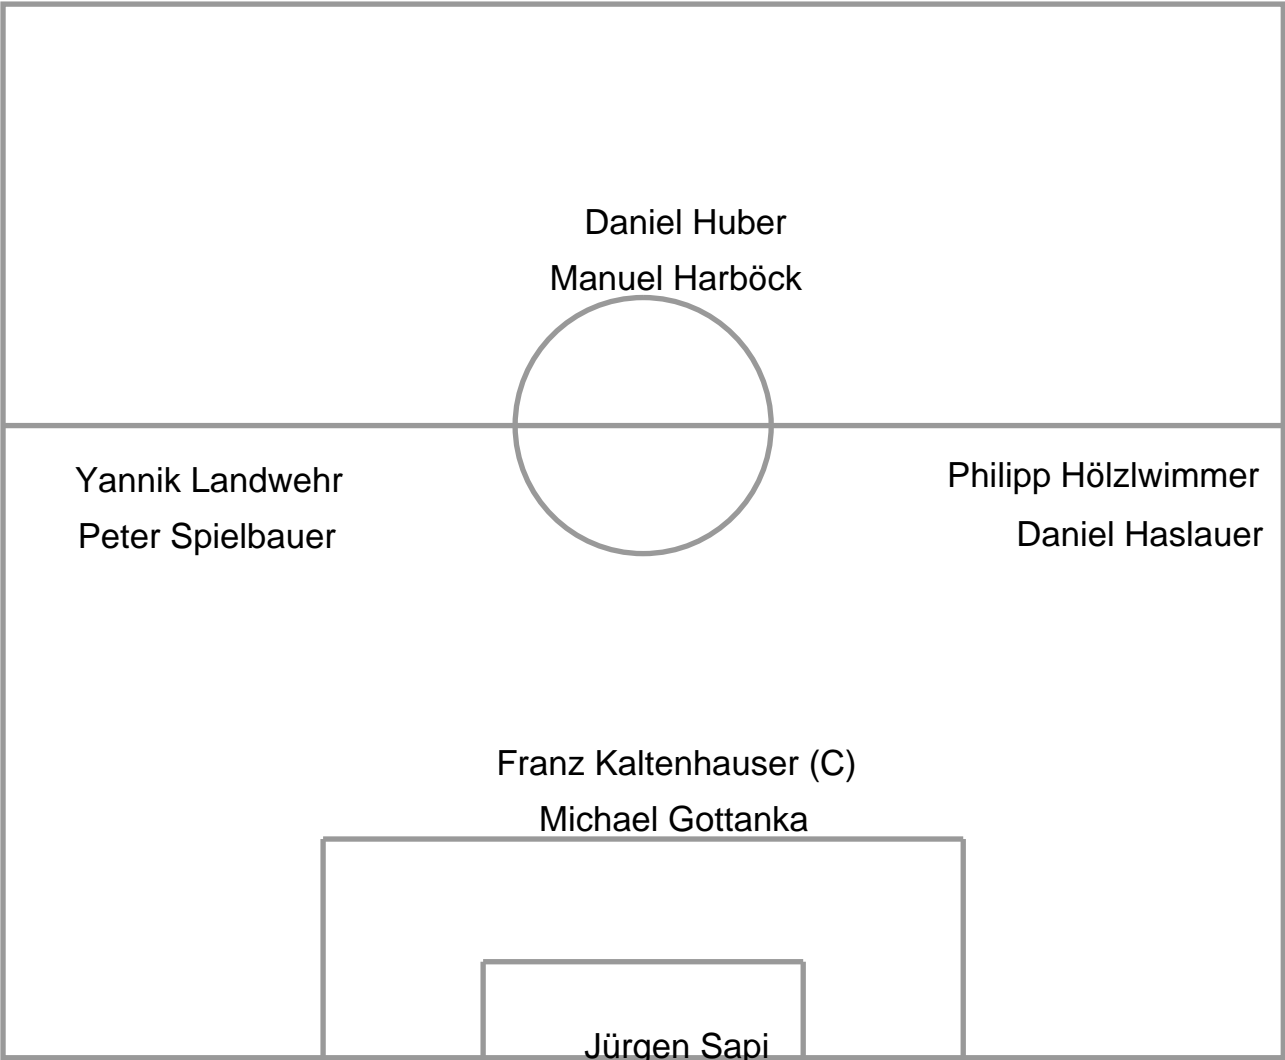 Daniel Huber
Manuel Harböck
Yannik Landwehr
Philipp Hölzlwimmer
Peter Spielbauer
Daniel Haslauer
Franz Kaltenhauser (C)
Michael Gottanka
Jürgen Sapi